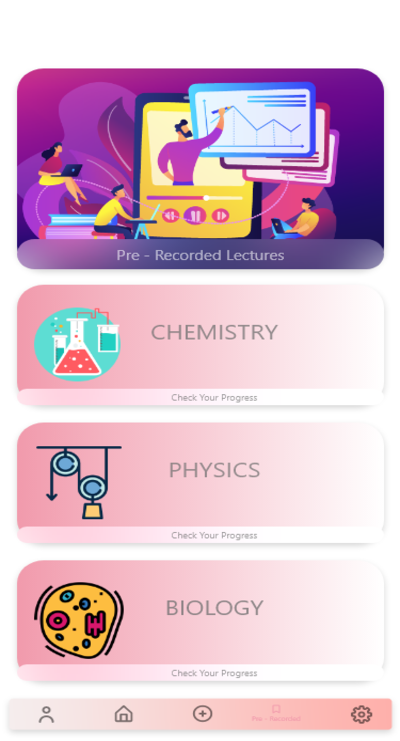 Pre - Recorded Lectures
CHEMISTRY
Check Your Progress
PHYSICS
Check Your Progress
BIOLOGY
Check Your Progress
Pre - Recorded